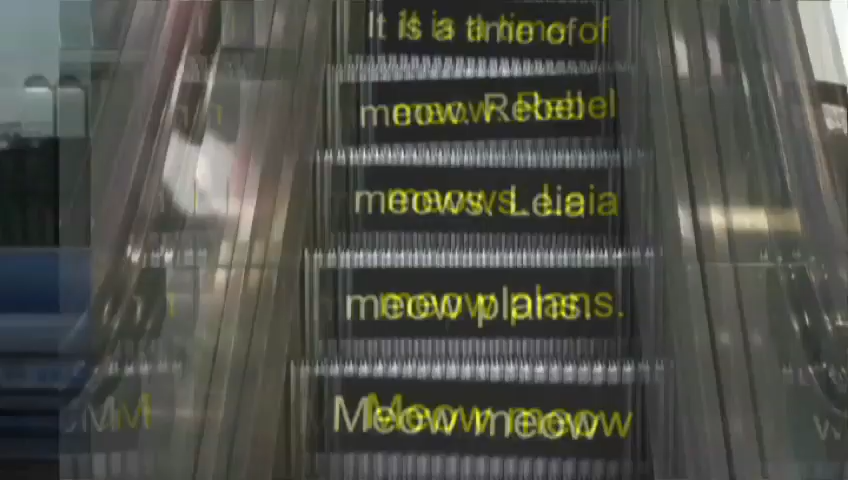 It is a time of
meow. Rebel
meows. Leia
meow plans.
Meow meow